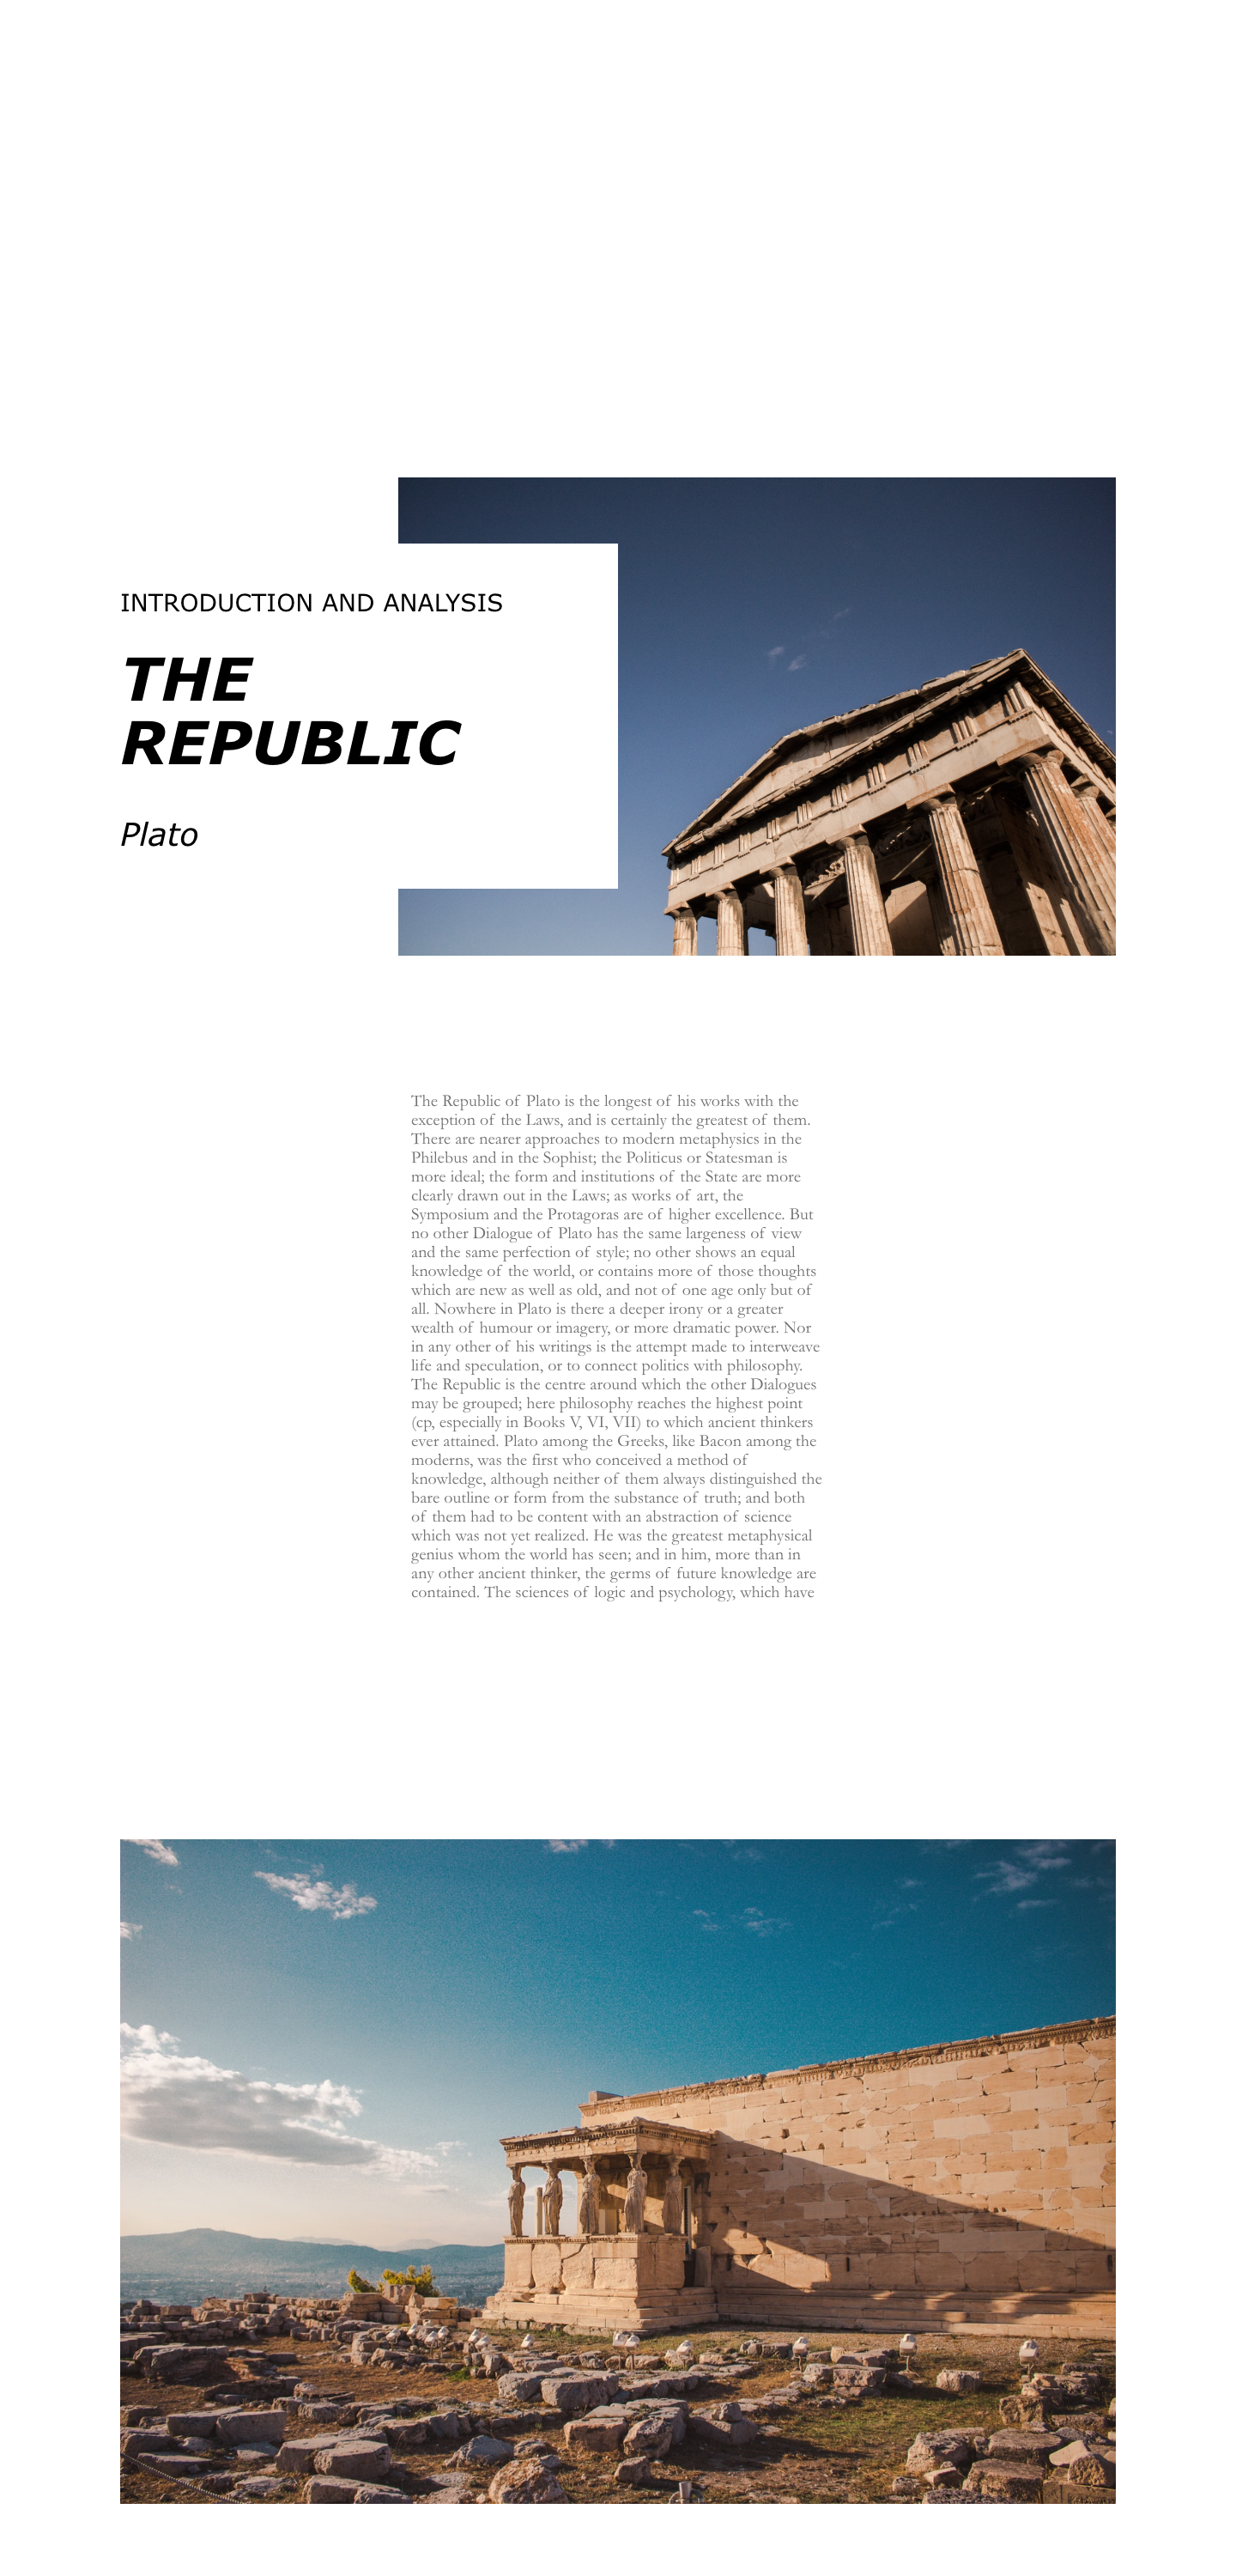 INTRODUCTION AND ANALYSIS
THE
REPUBLIC
Plato
The Republic of Plato is the longest of his works with the
exception of the Laws, and is certainly the greatest of them.
There are nearer approaches to modern metaphysics in the
Philebus and in the Sophist; the Politicus or Statesman is
more ideal; the form and institutions of the State are more
clearly drawn out in the Laws; as works of art, the
Symposium and the Protagoras are of higher excellence. But
no other Dialogue of Plato has the same largeness of view
and the same perfection of style; no other shows an equal
knowledge of the world, or contains more of those thoughts
which are new as well as old, and not of one age only but of
all. Nowhere in Plato is there a deeper irony or a greater
wealth of humour or imagery, or more dramatic power. Nor
in any other of his writings is the attempt made to interweave
life and speculation, or to connect politics with philosophy.
The Republic is the centre around which the other Dialogues
may be grouped; here philosophy reaches the highest point
(cp, especially in Books V, VI, VII) to which ancient thinkers
ever attained. Plato among the Greeks, like Bacon among the
moderns, was the first who conceived a method of
knowledge, although neither of them always distinguished the
bare outline or form from the substance of truth; and both
of them had to be content with an abstraction of science
which was not yet realized. He was the greatest metaphysical
genius whom the world has seen; and in him, more than in
any other ancient thinker, the germs of future knowledge are
contained. The sciences of logic and psychology, which have